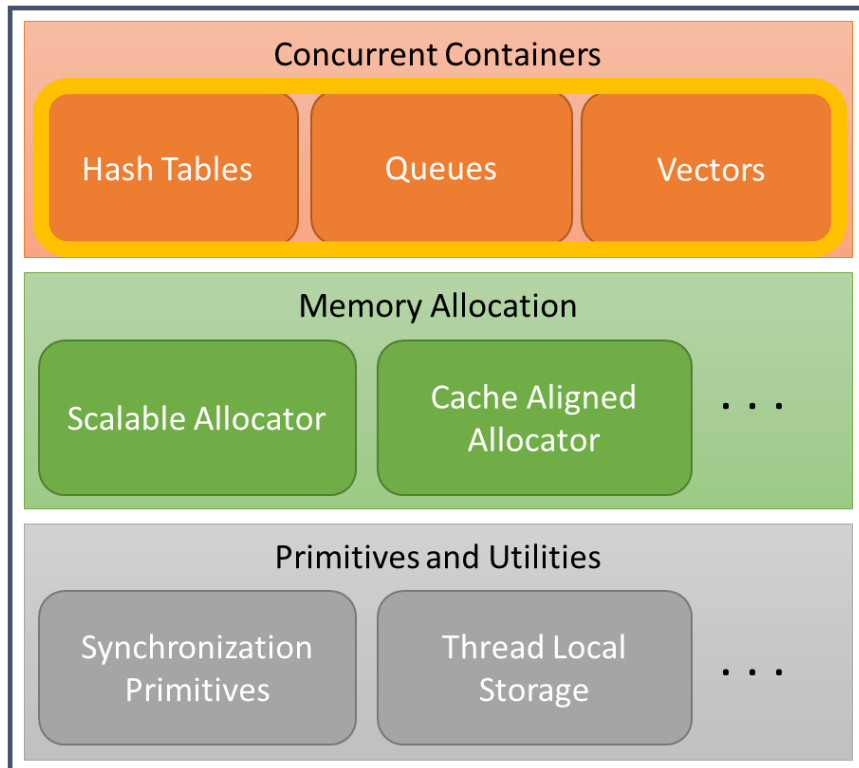 Concurrent Containers
Hash Tables
Queues
Vectors
Memory Allocation
Scalable Allocator
Cache Aligned
Allocator
. . .
Primitives and Utilities
Synchronization
Primitives
Thread Local
Storage
. . .